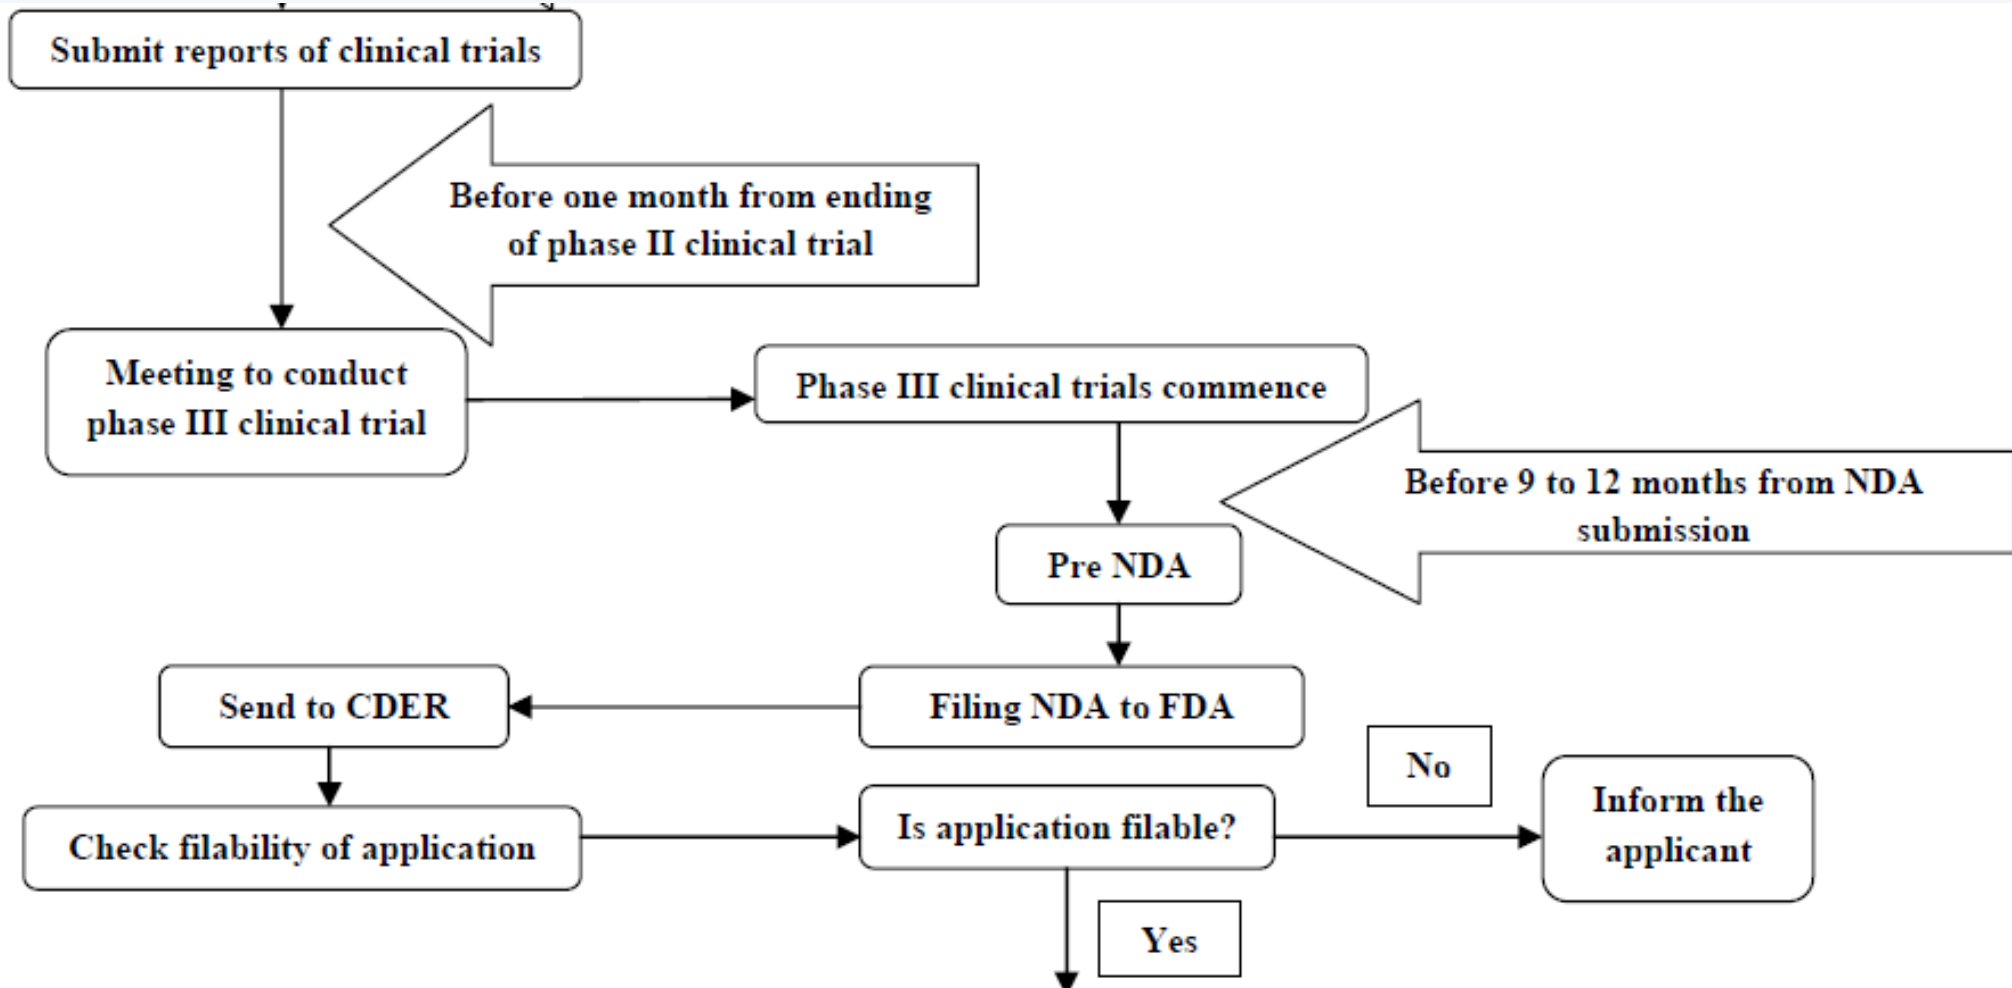 Submit reports of clinical trials
Before one month from ending
of phase II clinical trial
Meeting to conduct
phase III clinical trial
Phase III clinical trials commence
Before 9 to 12 months from NDA
submission
Pre NDA
Filing NDA to FDA
Send to CDER
Check filability of application
Is application filable?
No
Inform the
applicant
Yes